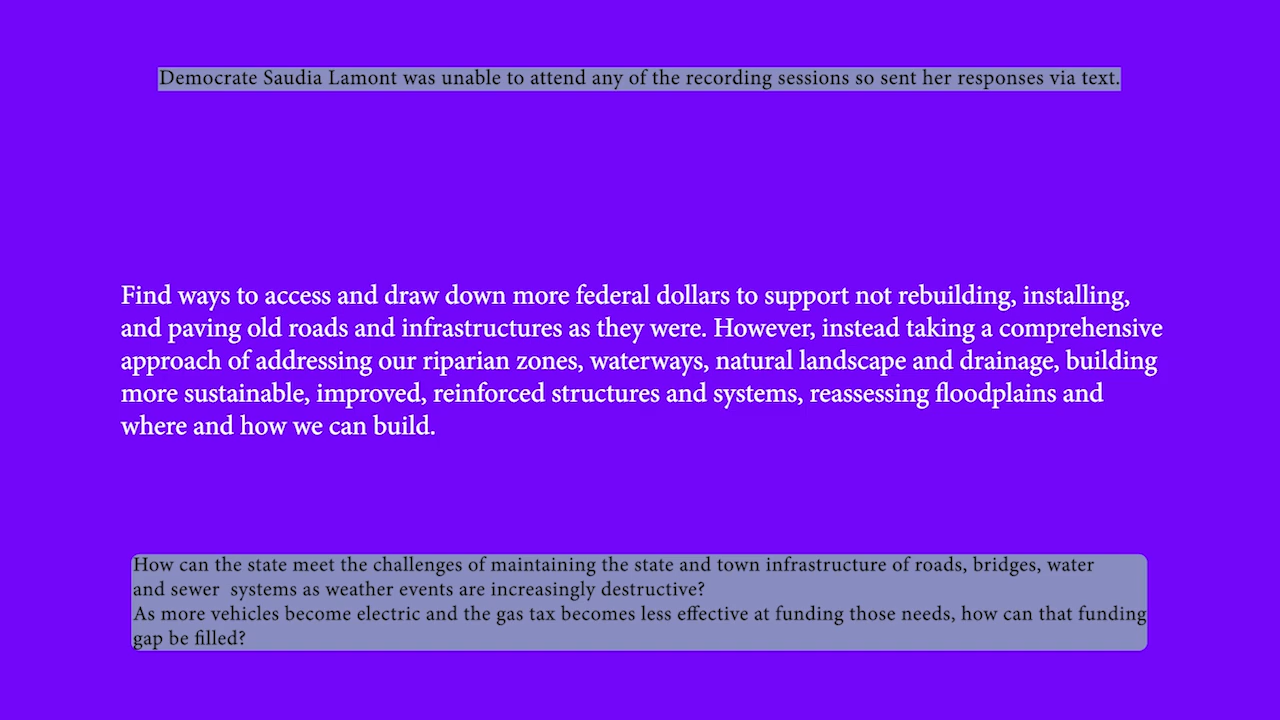 Democrate Saudia Lamont was unable to attend any of the recording sessions so sent her responses via text.
Find ways to access and draw down more federal dollars to support not rebuilding, installing,
and paving old roads and infrastructures as they were. However, instead taking a comprehensive
approach of addressing our riparian zones, waterways, natural landscape and drainage, building
more sustainable, improved, reinforced structures and systems, reassessing floodplains and
where and how we can build.
How can the state meet the challenges of maintaining the state and town infrastructure of roads, bridges, water
and sewer  systems as weather events are increasingly destructive?
As more vehicles become electric and the gas tax becomes less effective at funding those needs, how can that funding
gap be filled?